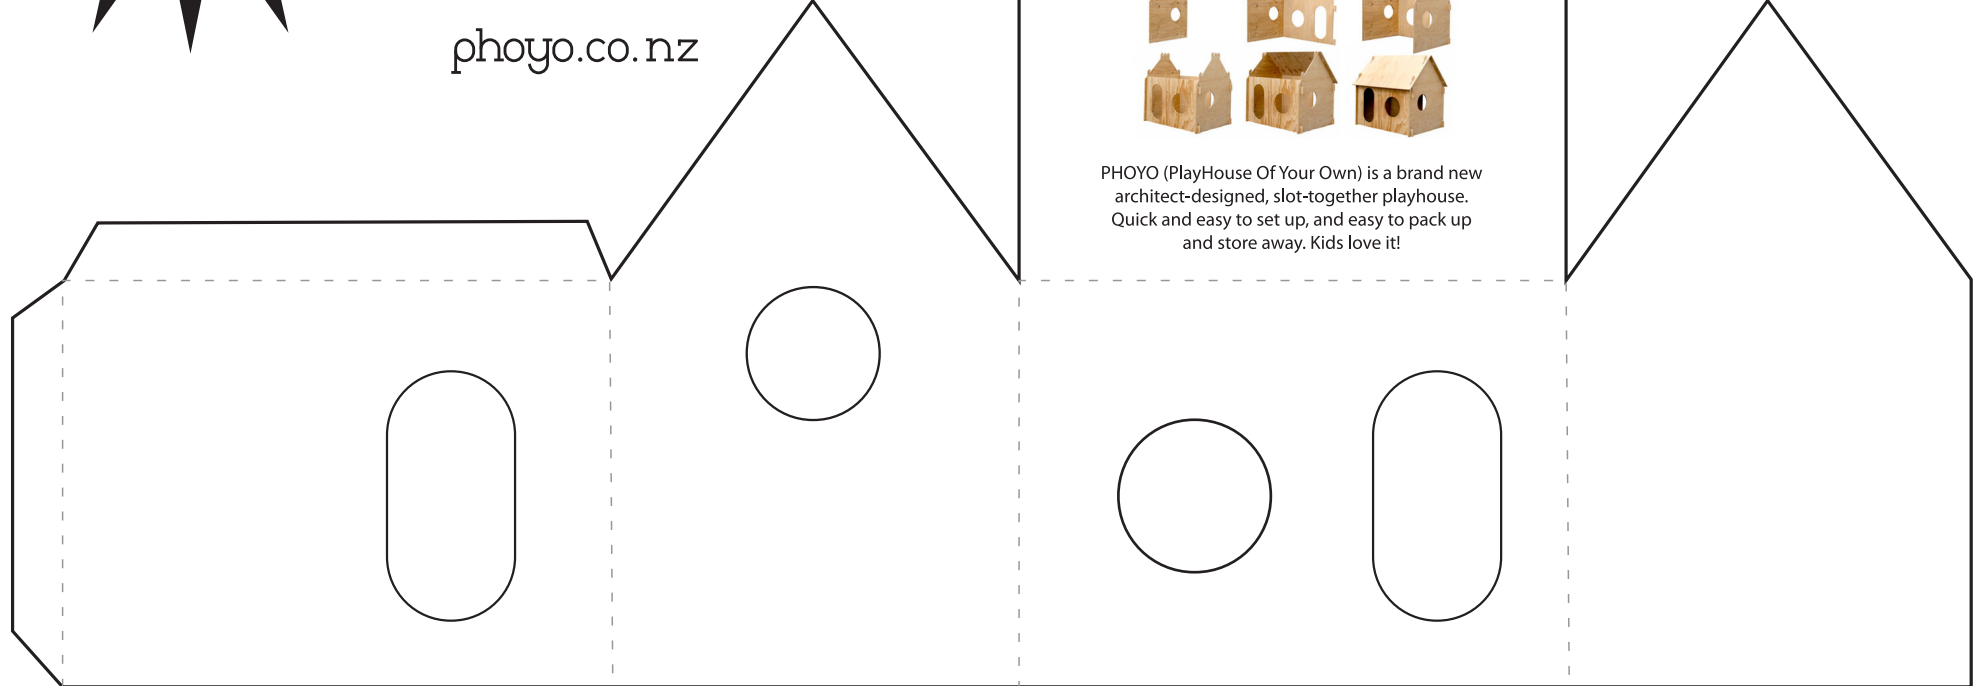 phoyo.co.nz
PHOYO (PlayHouse Of Your Own) is a brand new
architect-designed, slot-together playhouse.
Quick and easy to set up, and easy to pack up
and store away. Kids love it!